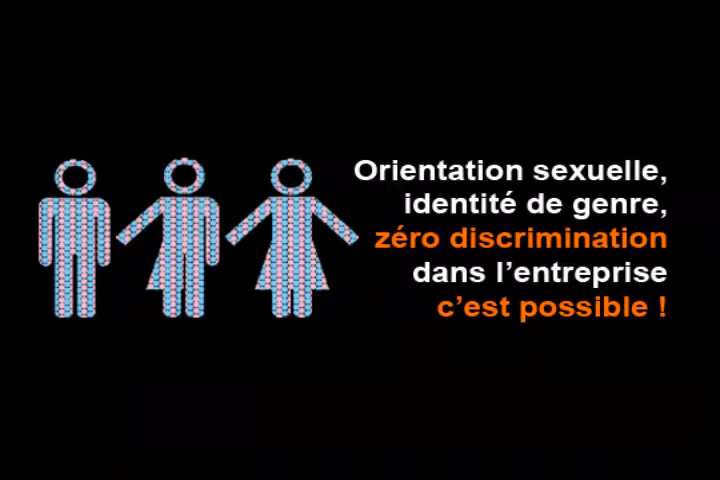 Orientation sexuelle,
identité de genre,
zéro discrimination
dans l’entreprise
c’est possible !